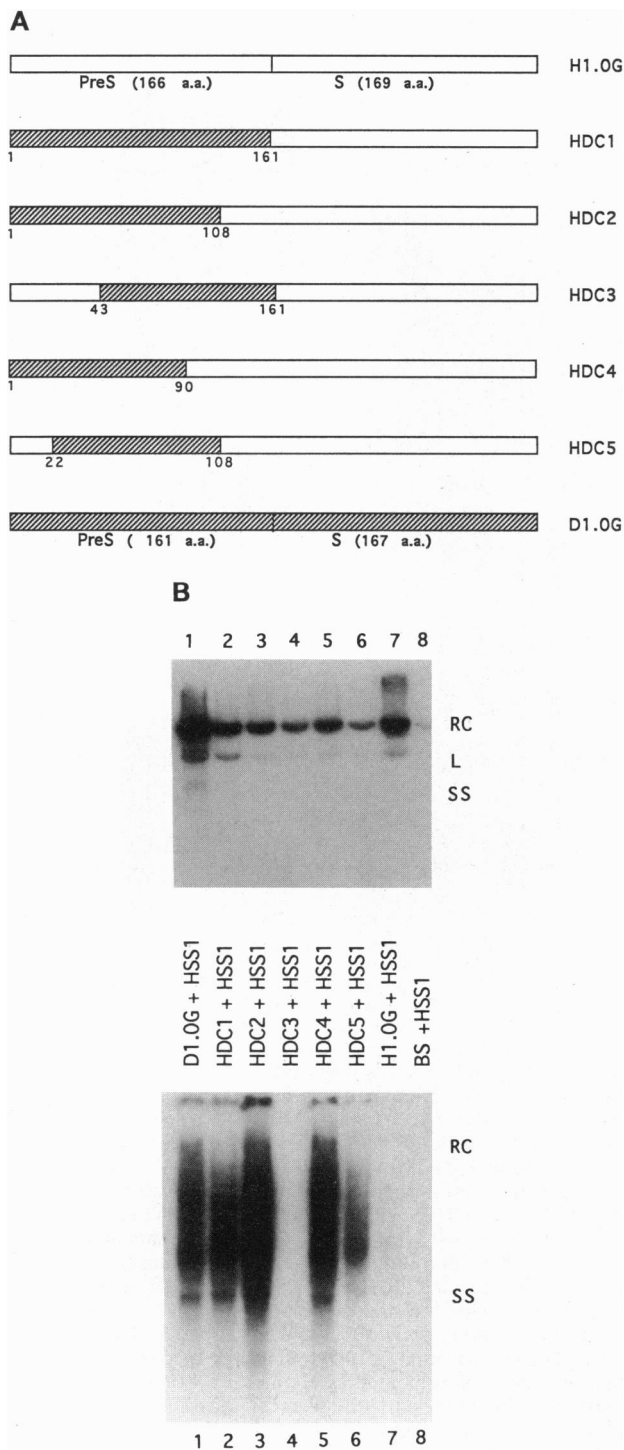 A
H1.0G
PreS (166 a.a.) S (169 a.a.)
HDC1
1 161
HDC2
1 108
HDC3
43 161
HDC4
1 90
HDC5
22 108
D1.0G
PreS ( 161 a.a.) S (167 a.a.)
B
1 2 3 4 5 6 7 8
RC
L
SS
D1.0G + HSS1
HDC1 + HSS1
HDC2 + HSS1
HDC3 + HSS1
HDC4 + HSS1
HDC5 + HSS1
H1.0G + HSS1
BS +HSS1
RC
SS
1 2 3 4 5 6 7 8